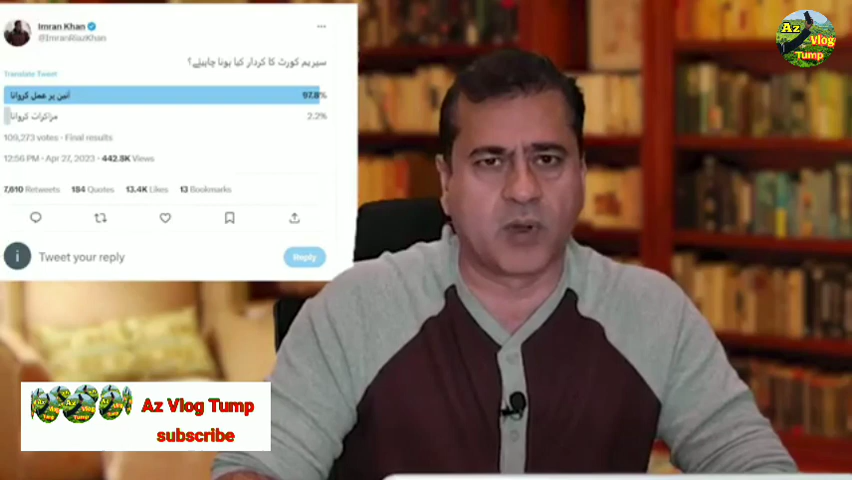 Imran Khan
@ImranRiazKhan
سپریم کورٹ کا کردار کیا ہونا چاہیئے؟
Translate Tweet
آئین پر عمل کروانا 97.8%
مزاکرات کروانا 2.2%
109,273 votes · Final results
12:56 PM · Apr 27, 2023 · 442.8K Views
7,610 Retweets 184 Quotes 13.4K Likes 13 Bookmarks
i Tweet your reply Reply
Az Vlog Tump
Az Vlog Tump
subscribe